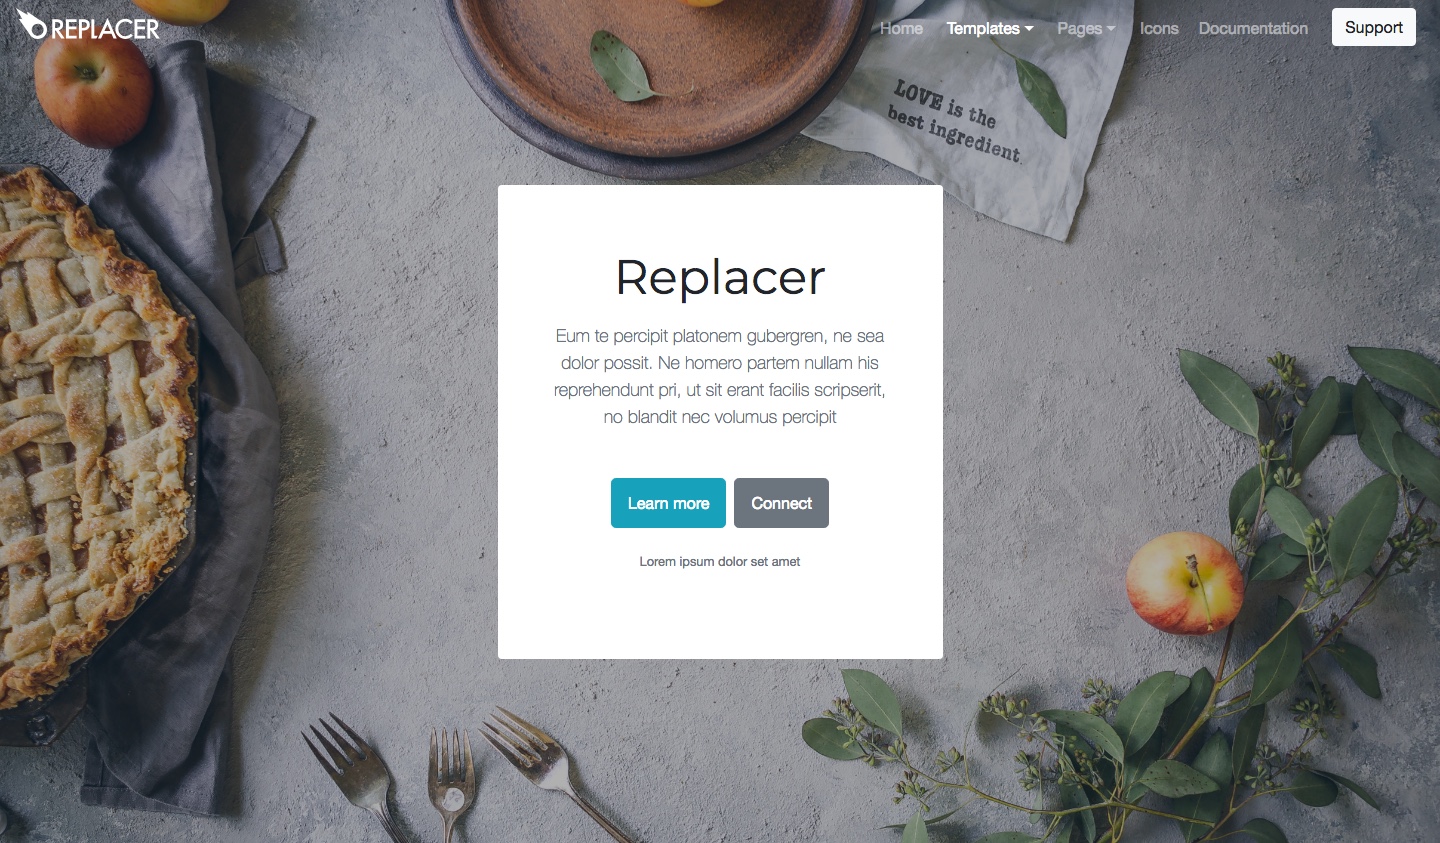 REPLACER
Home Templates Pages Icons Documentation Support
LOVE is the
best ingredient
Replacer
Eum te percipit platonem gubergren, ne sea
dolor possit. Ne homero partem nullam his
reprehendunt pri, ut sit erant facilis scripserit,
no blandit nec volumus percipit
Learn more Connect
Lorem ipsum dolor set amet